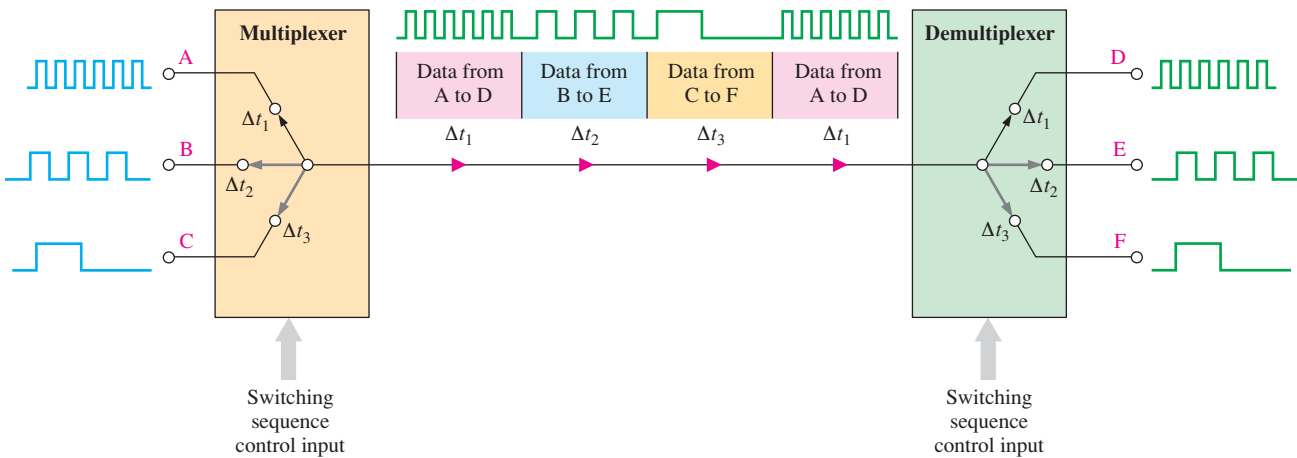 Multiplexer
Demultiplexer
A
B
C
Δt₁
Δt₂
Δt₃
Data from
A to D
Data from
B to E
Data from
C to F
Data from
A to D
Δt₁
Δt₂
Δt₃
Δt₁
Δt₁
Δt₂
Δt₃
D
E
F
Switching
sequence
control input
Switching
sequence
control input